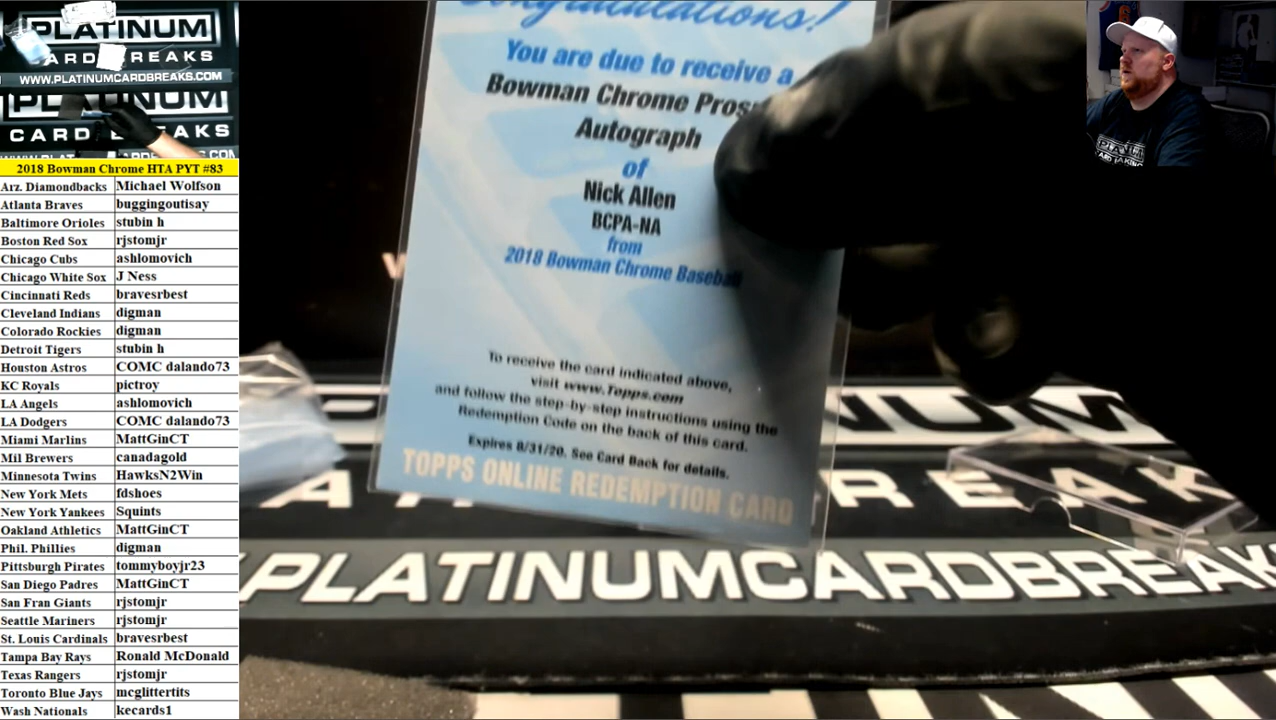 PLATINUM
CARD BREAKS
WWW.PLATINUMCARDBREAKS.COM
PLATINUM
CARD BREAKS
2018 Bowman Chrome HTA PYT #83
Arz. Diamondbacks Michael Wolfson
Atlanta Braves buggingoutisay
Baltimore Orioles stubin h
Boston Red Sox rjstomjr
Chicago Cubs ashlomovich
Chicago White Sox J Ness
Cincinnati Reds bravesrbest
Cleveland Indians digman
Colorado Rockies digman
Detroit Tigers stubin h
Houston Astros COMC dalando73
KC Royals pictroy
LA Angels ashlomovich
LA Dodgers COMC dalando73
Miami Marlins MattGinCT
Mil Brewers canadagold
Minnesota Twins HawksN2Win
New York Mets fdshoes
New York Yankees Squints
Oakland Athletics MattGinCT
Phil. Phillies digman
Pittsburgh Pirates tommyboyjr23
San Diego Padres MattGinCT
San Fran Giants rjstomjr
Seattle Mariners rjstomjr
St. Louis Cardinals bravesrbest
Tampa Bay Rays Ronald McDonald
Texas Rangers rjstomjr
Toronto Blue Jays mcglittertits
Wash Nationals kecards1
Congratulations!
You are due to receive a
Bowman Chrome
Autograph
of
Nick Allen
BCPA-NA
from
2018 Bowman Chrome Baseball
To receive the card indicated above,
visit www.Topps.com
and follow the step-by-step instructions using the
Redemption Code on the back of this card.
Expires 8/31/20. See Card Back for details.
TOPPS ONLINE REDEMPTION CARD
PLATINUMCARDBREAKS